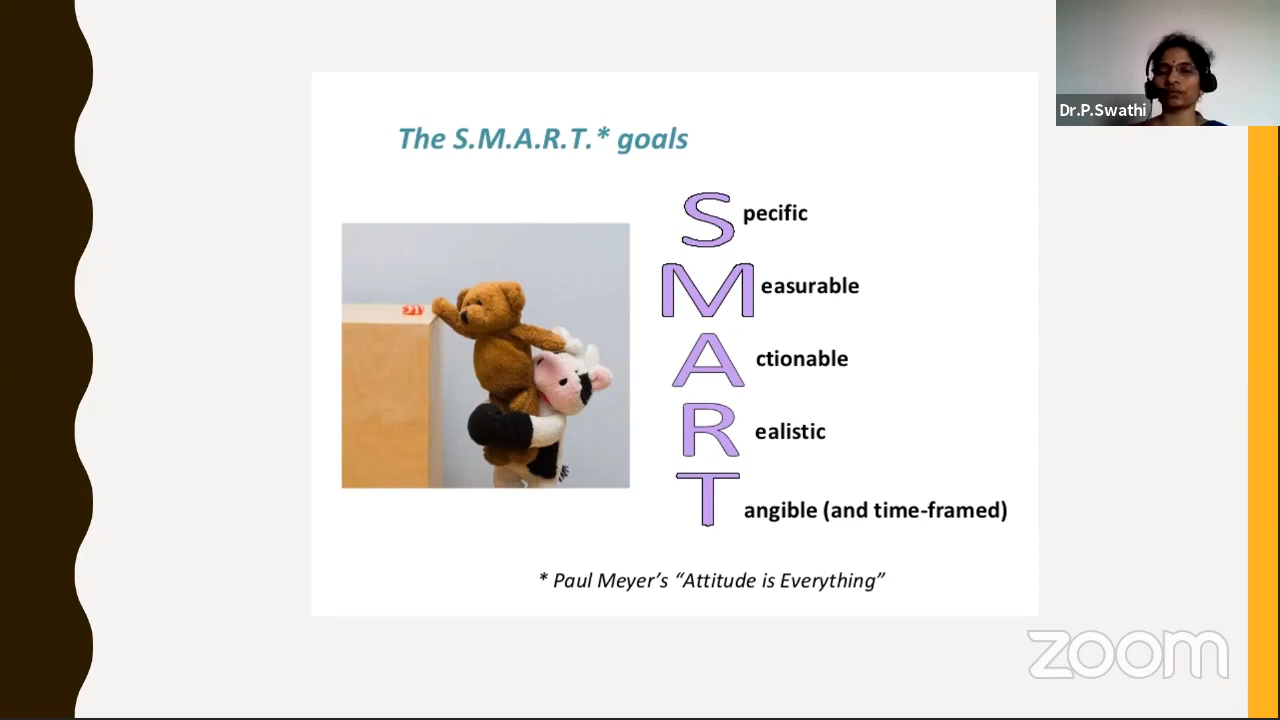 Dr.P.Swathi
The S.M.A.R.T.* goals
Specific
Measurable
Actionable
Realistic
Tangible (and time-framed)
* Paul Meyer’s “Attitude is Everything”
zoom